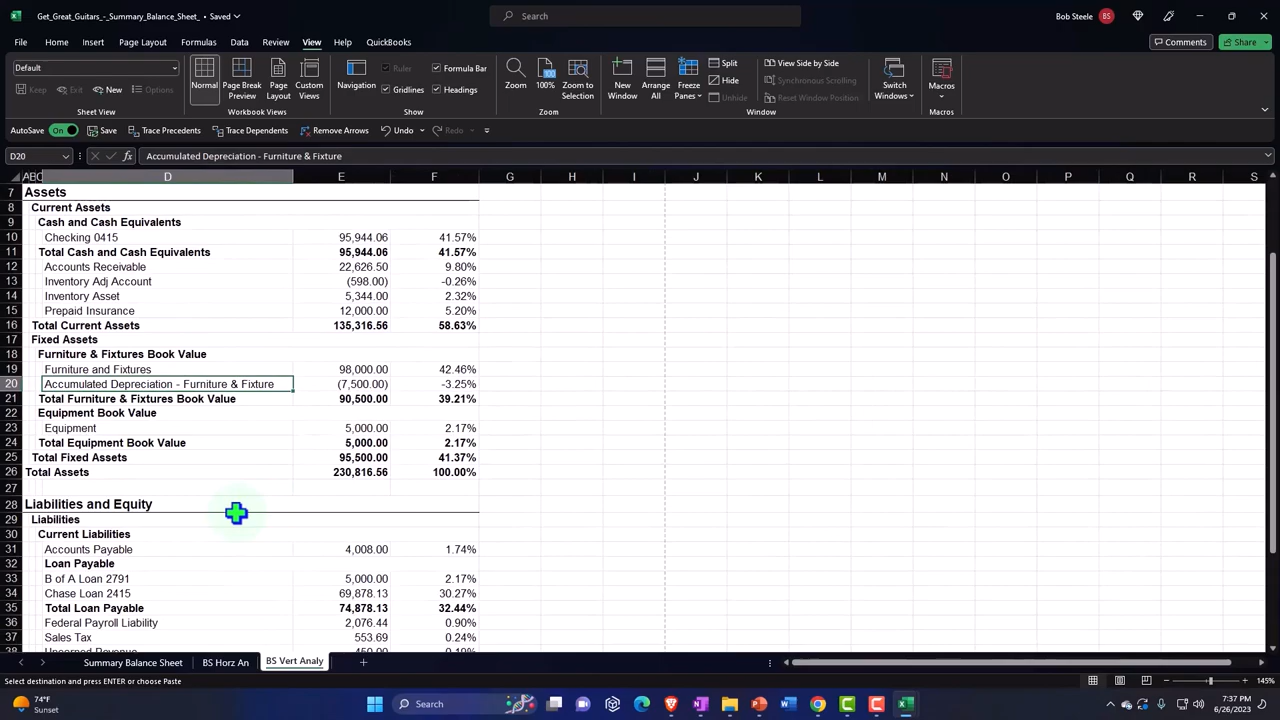 Get_Great_Guitars_-_Summary_Balance_Sheet_ • Saved
Search
Bob Steele BS
File Home Insert Page Layout Formulas Data Review View Help QuickBooks
Comments Share
Default
Keep Exit New Options
Sheet View
Normal Page Break Preview Page Layout Custom Views
Workbook Views
Navigation Ruler Formula Bar
Gridlines Headings
Show
Zoom 100% Zoom to Selection
Zoom
New Window Arrange All Freeze Panes
Split View Side by Side
Hide Synchronous Scrolling
Unhide Reset Window Position
Switch Windows
Window
Macros
Macros
AutoSave On Save Trace Precedents Trace Dependents Remove Arrows Undo Redo
D20 fx Accumulated Depreciation - Furniture & Fixture
A B C D E F G H I J K L M N O P Q R S
7 Assets
8 Current Assets
9 Cash and Cash Equivalents
10 Checking 0415 95,944.06 41.57%
11 Total Cash and Cash Equivalents 95,944.06 41.57%
12 Accounts Receivable 22,626.50 9.80%
13 Inventory Adj Account (598.00) -0.26%
14 Inventory Asset 5,344.00 2.32%
15 Prepaid Insurance 12,000.00 5.20%
16 Total Current Assets 135,316.56 58.63%
17 Fixed Assets
18 Furniture & Fixtures Book Value
19 Furniture and Fixtures 98,000.00 42.46%
20 Accumulated Depreciation - Furniture & Fixture (7,500.00) -3.25%
21 Total Furniture & Fixtures Book Value 90,500.00 39.21%
22 Equipment Book Value
23 Equipment 5,000.00 2.17%
24 Total Equipment Book Value 5,000.00 2.17%
25 Total Fixed Assets 95,500.00 41.37%
26 Total Assets 230,816.56 100.00%
27
28 Liabilities and Equity
29 Liabilities
30 Current Liabilities
31 Accounts Payable 4,008.00 1.74%
32 Loan Payable
33 B of A Loan 2791 5,000.00 2.17%
34 Chase Loan 2415 69,878.13 30.27%
35 Total Loan Payable 74,878.13 32.44%
36 Federal Payroll Liability 2,076.44 0.90%
37 Sales Tax 553.69 0.24%
38 Unearned Revenue 450.00 0.19%
Summary Balance Sheet BS Horz An BS Vert Analy
Select destination and press ENTER or choose Paste
145%
74°F
Sunset
Search
7:37 PM
6/26/2023